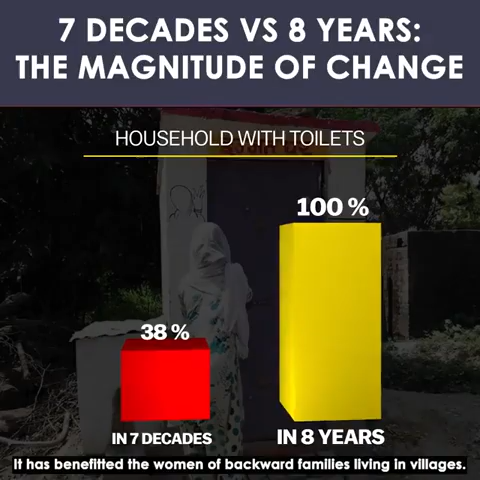 7 DECADES VS 8 YEARS:
THE MAGNITUDE OF CHANGE
HOUSEHOLD WITH TOILETS
100 %
38 %
IN 7 DECADES
IN 8 YEARS
It has benefitted the women of backward families living in villages.